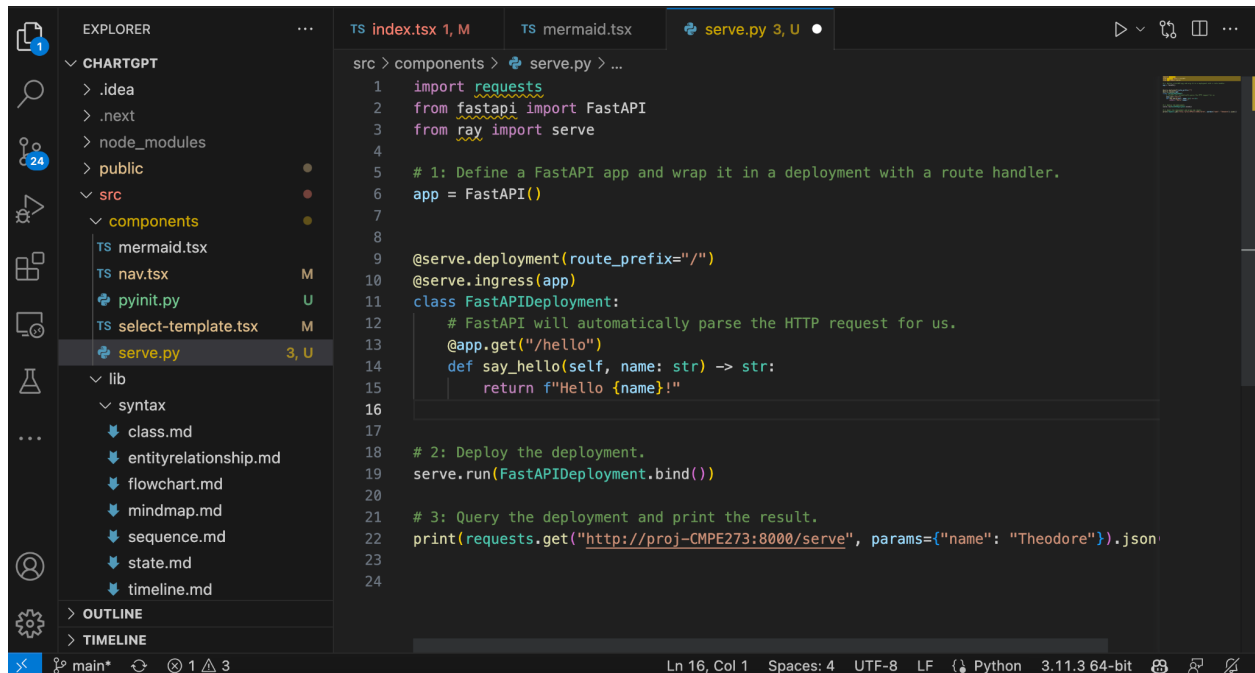 EXPLORER
CHARTGPT
.idea
.next
node_modules
public
src
components
TS mermaid.tsx
TS nav.tsx M
pyinit.py U
TS select-template.tsx M
serve.py 3, U
lib
syntax
class.md
entityrelationship.md
flowchart.md
mindmap.md
sequence.md
state.md
timeline.md
OUTLINE
TIMELINE
1
24
TS index.tsx 1, M
TS mermaid.tsx
serve.py 3, U
src > components > serve.py > ...
1 import requests
2 from fastapi import FastAPI
3 from ray import serve
4
5 # 1: Define a FastAPI app and wrap it in a deployment with a route handler.
6 app = FastAPI()
7
8
9 @serve.deployment(route_prefix="/")
10 @serve.ingress(app)
11 class FastAPIDeployment:
12     # FastAPI will automatically parse the HTTP request for us.
13     @app.get("/hello")
14     def say_hello(self, name: str) -> str:
15         return f"Hello {name}!"
16
17
18 # 2: Deploy the deployment.
19 serve.run(FastAPIDeployment.bind())
20
21 # 3: Query the deployment and print the result.
22 print(requests.get("http://proj-CMPE273:8000/serve", params={"name": "Theodore"}).json(
23
24
main* 1 3 Ln 16, Col 1 Spaces: 4 UTF-8 LF Python 3.11.3 64-bit